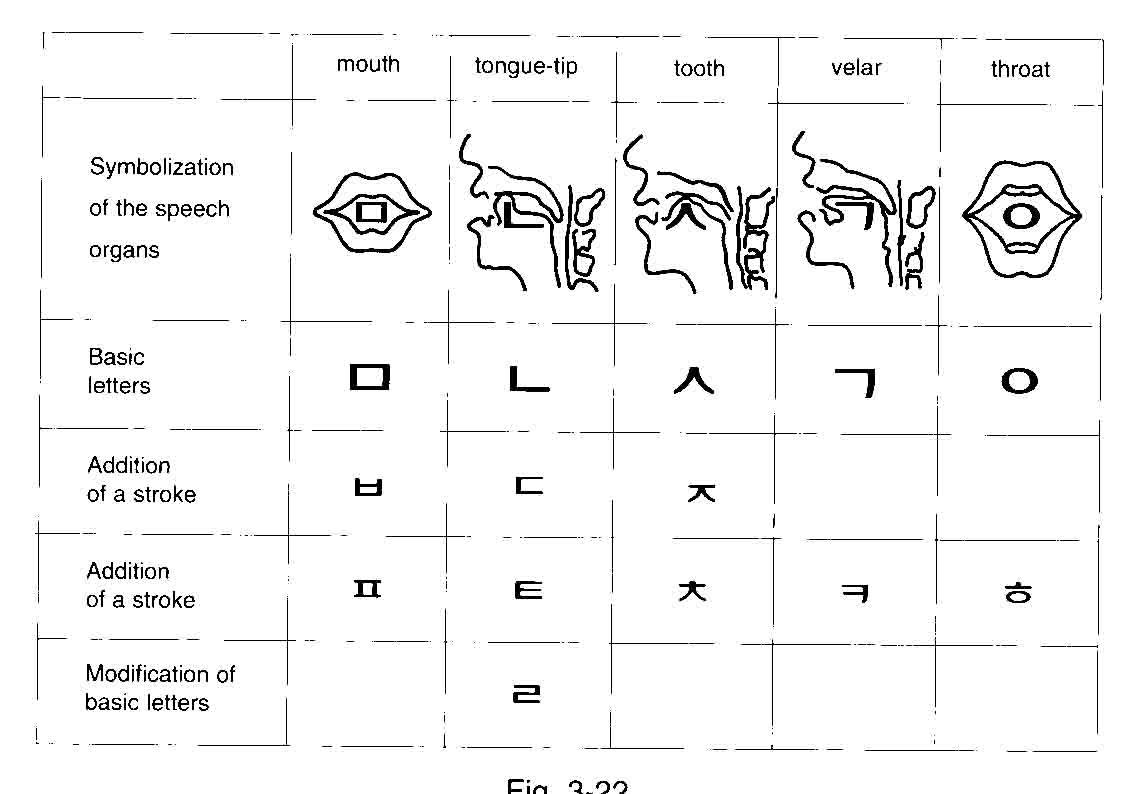 mouth tongue-tip tooth velar throat
Symbolization
of the speech
organs
ㅁ ㄴ ㅅ ㄱ ㅇ
Basic
letters
ㅁ ㄴ ㅅ ㄱ ㅇ
Addition
of a stroke
ㅂ ㄷ ㅈ
Addition
of a stroke
ㅍ ㅌ ㅊ ㅋ ㅎ
Modification of
basic letters
ㄹ
Fig. 3-22